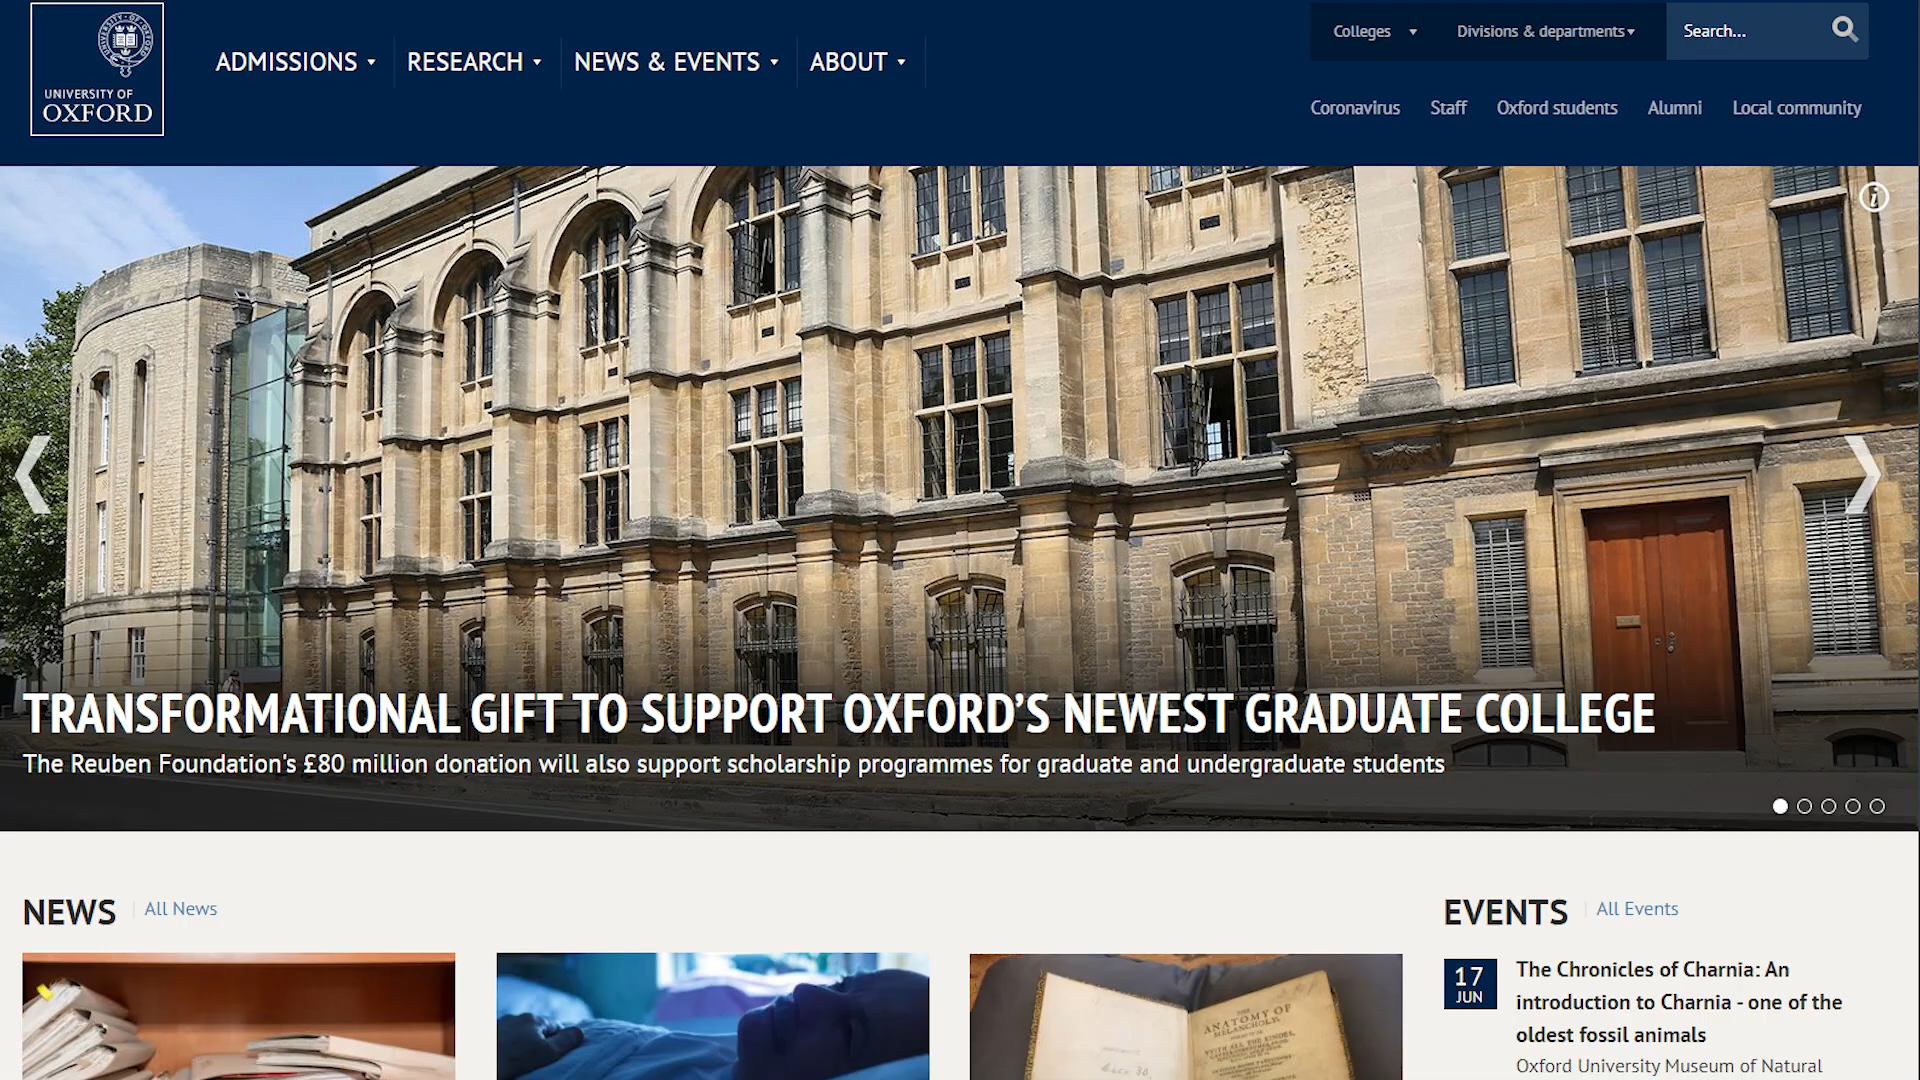 UNIVERSITY OF
OXFORD
ADMISSIONS
RESEARCH
NEWS & EVENTS
ABOUT
Colleges
Divisions & departments
Search...
Coronavirus
Staff
Oxford students
Alumni
Local community
TRANSFORMATIONAL GIFT TO SUPPORT OXFORD'S NEWEST GRADUATE COLLEGE
The Reuben Foundation's £80 million donation will also support scholarship programmes for graduate and undergraduate students
NEWS
All News
EVENTS
All Events
17
JUN
The Chronicles of Charnia: An
introduction to Charnia - one of the
oldest fossil animals
Oxford University Museum of Natural
THE
ANATOMY OF
MELANCHOLY